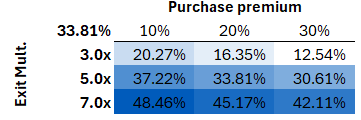 Purchase premium
33.81% 10% 20% 30%
Exit Mult.
3.0x 20.27% 16.35% 12.54%
5.0x 37.22% 33.81% 30.61%
7.0x 48.46% 45.17% 42.11%